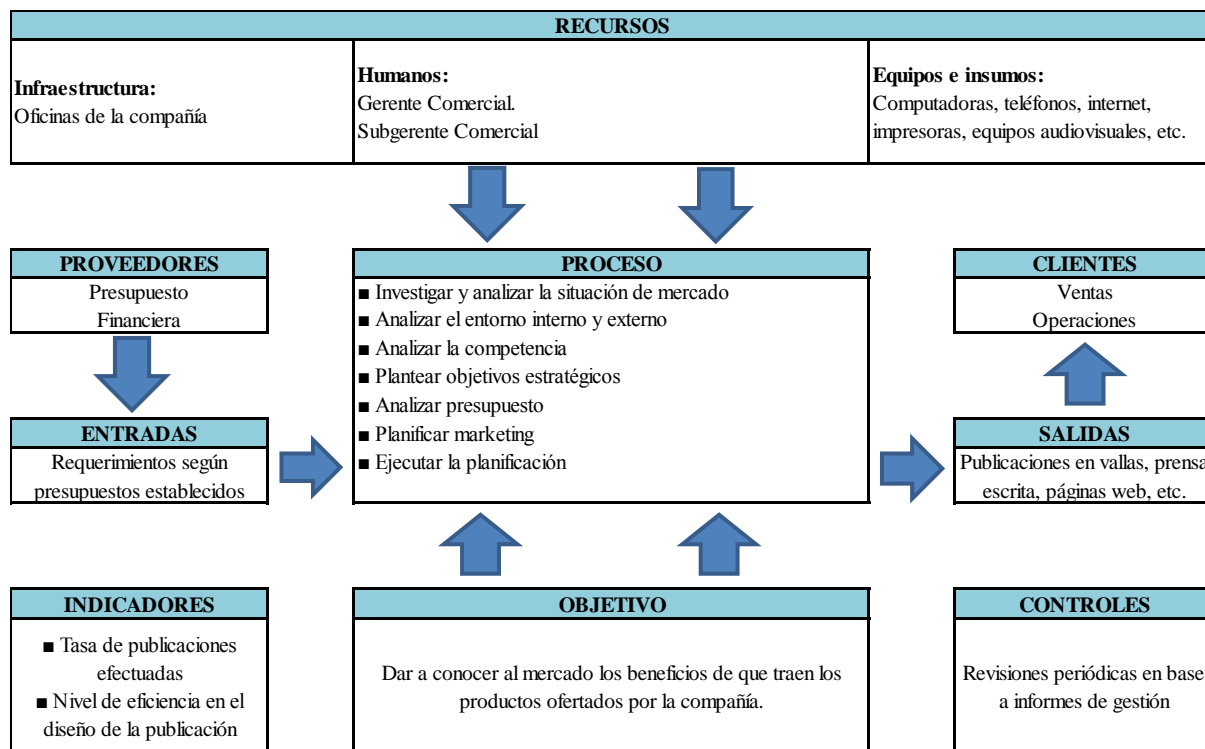 RECURSOS
Infraestructura:
Oficinas de la compañía
Humanos:
Gerente Comercial.
Subgerente Comercial
Equipos e insumos:
Computadoras, teléfonos, internet,
impresoras, equipos audiovisuales, etc.
PROVEEDORES
Presupuesto
Financiera
PROCESO
■ Investigar y analizar la situación de mercado
■ Analizar el entorno interno y externo
■ Analizar la competencia
■ Plantear objetivos estratégicos
■ Analizar presupuesto
■ Planificar marketing
■ Ejecutar la planificación
CLIENTES
Ventas
Operaciones
ENTRADAS
Requerimientos según
presupuestos establecidos
SALIDAS
Publicaciones en vallas, prensa
escrita, páginas web, etc.
INDICADORES
■ Tasa de publicaciones
efectuadas
■ Nivel de eficiencia en el
diseño de la publicación
OBJETIVO
Dar a conocer al mercado los beneficios de que traen los
productos ofertados por la compañía.
CONTROLES
Revisiones periódicas en base
a informes de gestión